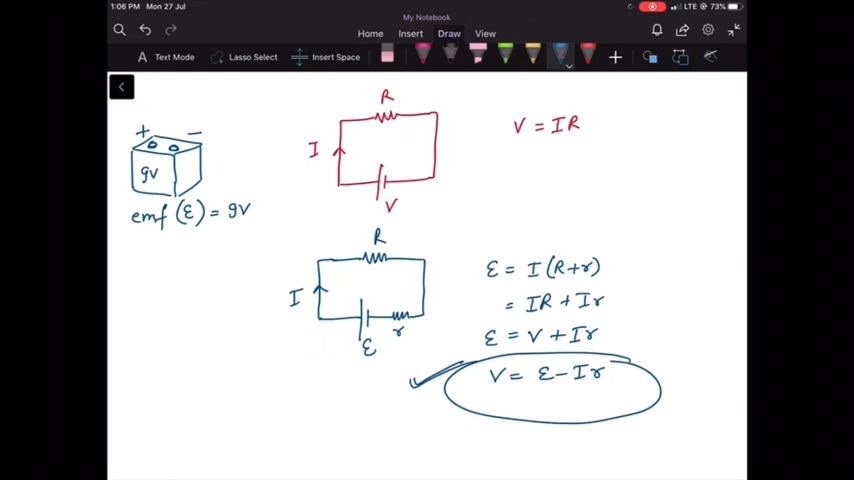 1:06 PM Mon 27 Jul
LTE 73%
My Notebook
Home Insert Draw View
A Text Mode Lasso Select Insert Space
R
I
V
V = IR
+ −
9V
emf (ε) = 9V
R
I
ε
r
ε = I(R+r)
= IR + Ir
ε = V + Ir
V = ε − Ir